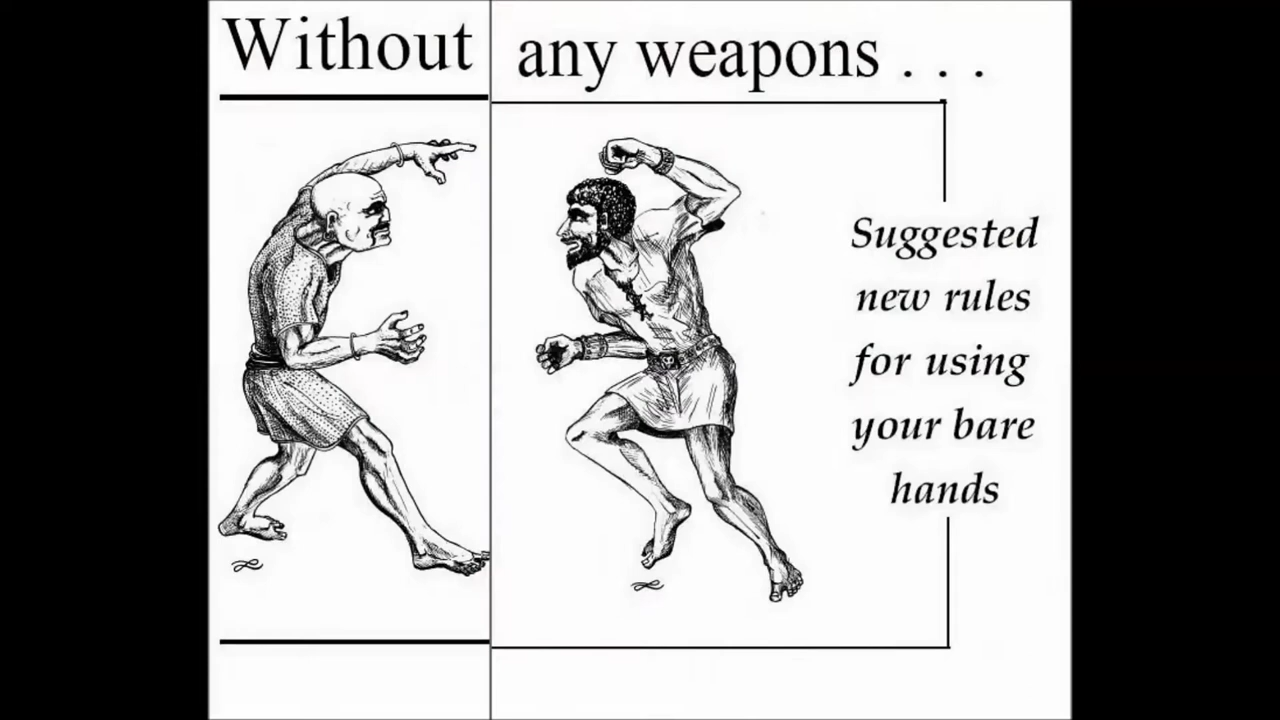 Without any weapons . . .
Suggested
new rules
for using
your bare
hands